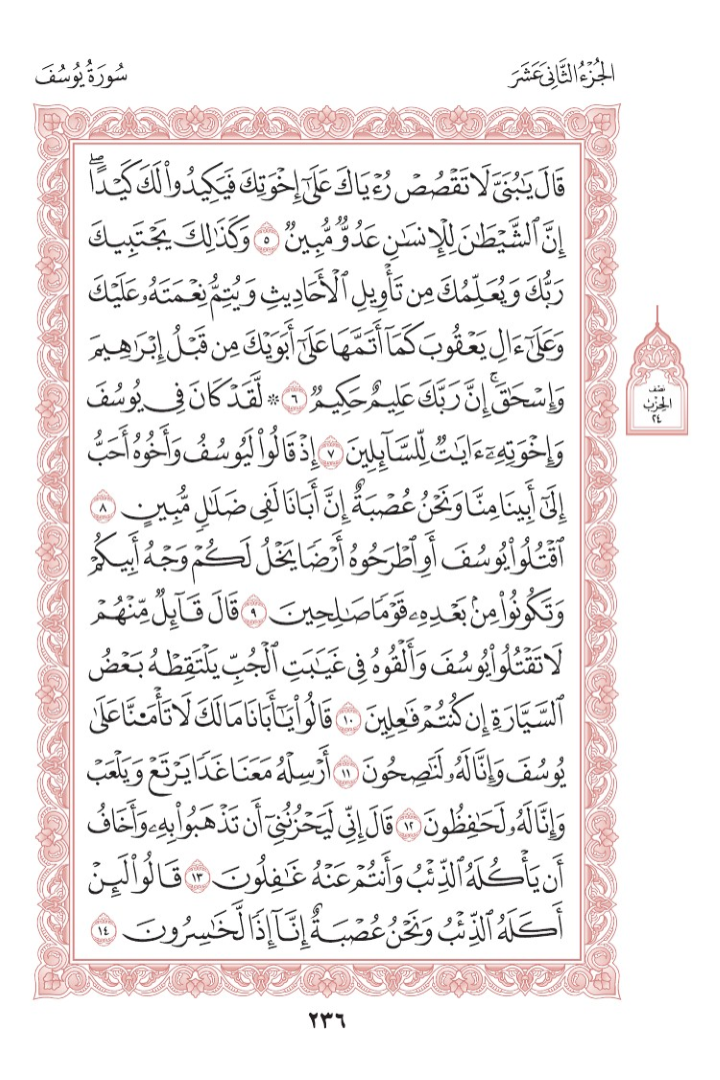 الجُزْءُ الثَّانِي عَشَرَ
سُورَةُ يُوسُفَ
قَالَ يَٰبُنَيَّ لَا تَقۡصُصۡ رُءۡيَاكَ عَلَىٰٓ إِخۡوَتِكَ فَيَكِيدُواْ لَكَ كَيۡدًاۖ
إِنَّ ٱلشَّيۡطَٰنَ لِلۡإِنسَٰنِ عَدُوّٞ مُّبِينٞ ٥ وَكَذَٰلِكَ يَجۡتَبِيكَ
رَبُّكَ وَيُعَلِّمُكَ مِن تَأۡوِيلِ ٱلۡأَحَادِيثِ وَيُتِمُّ نِعۡمَتَهُۥ عَلَيۡكَ
وَعَلَىٰٓ ءَالِ يَعۡقُوبَ كَمَآ أَتَمَّهَا عَلَىٰٓ أَبَوَيۡكَ مِن قَبۡلُ إِبۡرَٰهِيمَ
وَإِسۡحَٰقَۚ إِنَّ رَبَّكَ عَلِيمٌ حَكِيمٞ ٦ ۞ لَّقَدۡ كَانَ فِي يُوسُفَ
وَإِخۡوَتِهِۦٓ ءَايَٰتٞ لِّلسَّآئِلِينَ ٧ إِذۡ قَالُواْ لَيُوسُفُ وَأَخُوهُ أَحَبُّ
إِلَىٰٓ أَبِينَا مِنَّا وَنَحۡنُ عُصۡبَةٌ إِنَّ أَبَانَا لَفِي ضَلَٰلٖ مُّبِينٍ ٨
ٱقۡتُلُواْ يُوسُفَ أَوِ ٱطۡرَحُوهُ أَرۡضٗا يَخۡلُ لَكُمۡ وَجۡهُ أَبِيكُمۡ
وَتَكُونُواْ مِنۢ بَعۡدِهِۦ قَوۡمٗا صَٰلِحِينَ ٩ قَالَ قَآئِلٞ مِّنۡهُمۡ
لَا تَقۡتُلُواْ يُوسُفَ وَأَلۡقُوهُ فِي غَيَٰبَتِ ٱلۡجُبِّ يَلۡتَقِطۡهُ بَعۡضُ
ٱلسَّيَّارَةِ إِن كُنتُمۡ فَٰعِلِينَ ١٠ قَالُواْ يَٰٓأَبَانَا مَا لَكَ لَا تَأۡمَ۬نَّا عَلَىٰ
يُوسُفَ وَإِنَّا لَهُۥ لَنَٰصِحُونَ ١١ أَرۡسِلۡهُ مَعَنَا غَدٗا يَرۡتَعۡ وَيَلۡعَبۡ
وَإِنَّا لَهُۥ لَحَٰفِظُونَ ١٢ قَالَ إِنِّي لَيَحۡزُنُنِيٓ أَن تَذۡهَبُواْ بِهِۦ وَأَخَافُ
أَن يَأۡكُلَهُ ٱلذِّئۡبُ وَأَنتُمۡ عَنۡهُ غَٰفِلُونَ ١٣ قَالُواْ لَئِنۡ
أَكَلَهُ ٱلذِّئۡبُ وَنَحۡنُ عُصۡبَةٌ إِنَّآ إِذٗا لَّخَٰسِرُونَ ١٤
نصف
الحِزْب
٢٤
٢٣٦